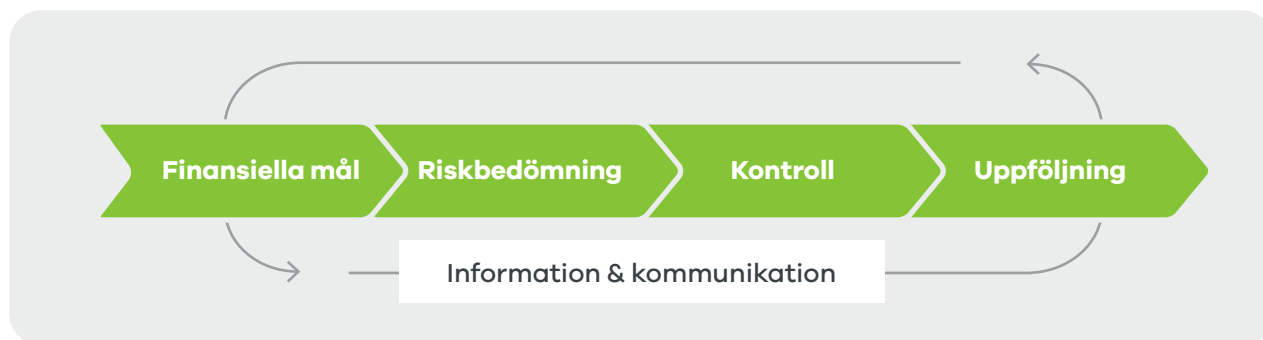 Finansiella mål
Riskbedömning
Kontroll
Uppföljning
Information & kommunikation